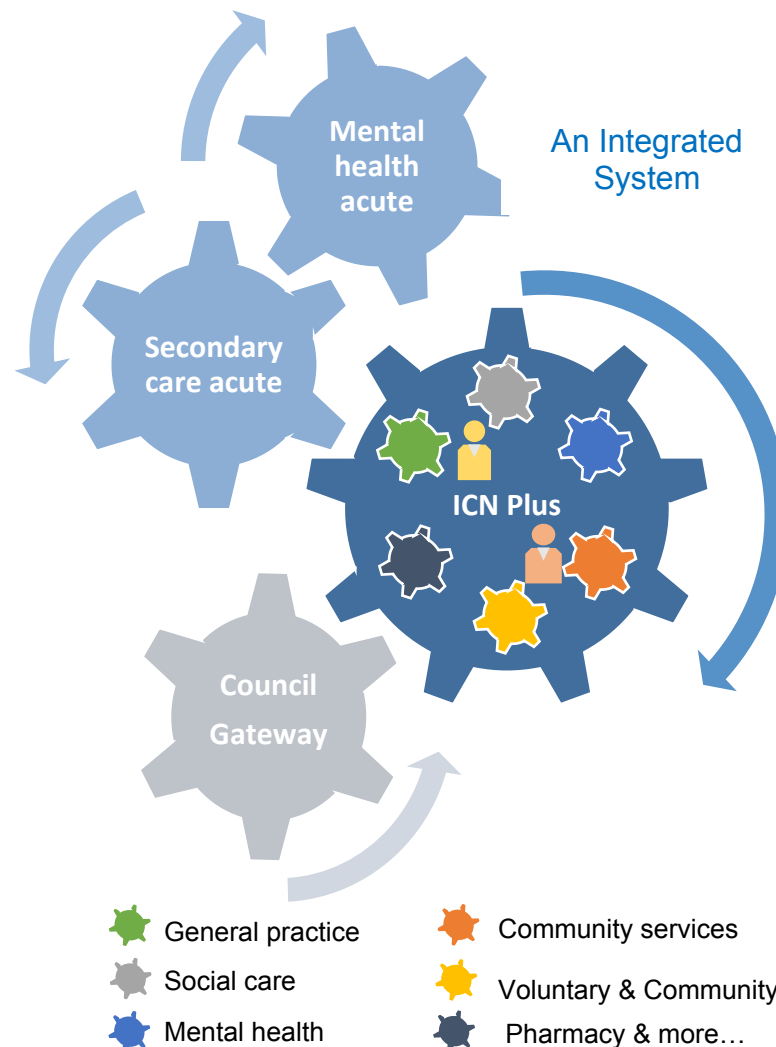 Mental
health
acute
An Integrated
System
Secondary
care acute
ICN Plus
Council
Gateway
General practice
Community services
Social care
Voluntary & Community
Mental health
Pharmacy & more…